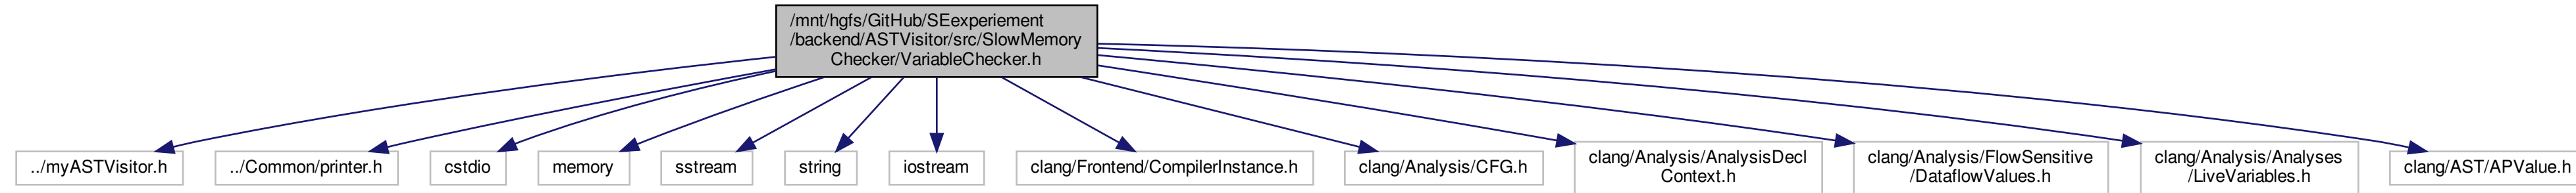 /mnt/hgfs/GitHub/SEexperiement
/backend/ASTVisitor/src/SlowMemory
Checker/VariableChecker.h
../myASTVisitor.h
../Common/printer.h
cstdio
memory
sstream
string
iostream
clang/Frontend/CompilerInstance.h
clang/Analysis/CFG.h
clang/Analysis/AnalysisDecl
Context.h
clang/Analysis/FlowSensitive
/DataflowValues.h
clang/Analysis/Analyses
/LiveVariables.h
clang/AST/APValue.h